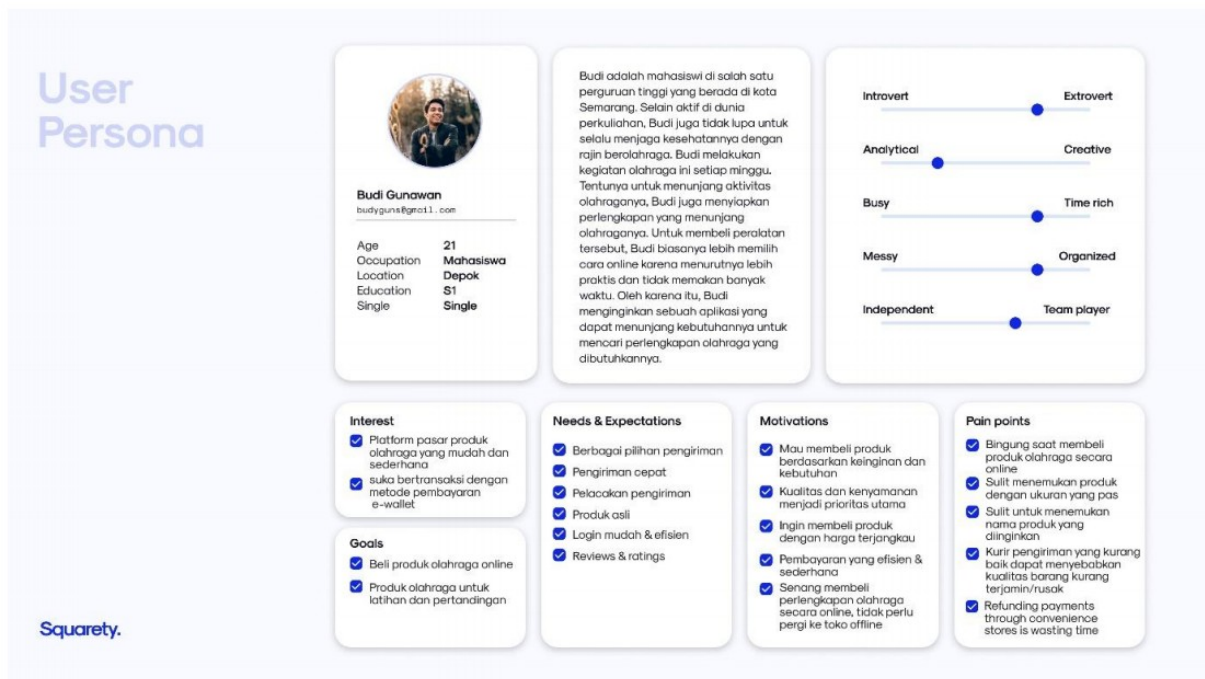 User
Persona
Budi Gunawan
budyguns@gmail.com
Age 21
Occupation Mahasiswa
Location Depok
Education S1
Single Single
Budi adalah mahasiswi di salah satu
perguruan tinggi yang berada di kota
Semarang. Selain aktif di dunia
perkuliahan, Budi juga tidak lupa untuk
selalu menjaga kesehatannya dengan
rajin berolahraga. Budi melakukan
kegiatan olahraga ini setiap minggu.
Tentunya untuk menunjang aktivitas
olahraganya, Budi juga menyiapkan
perlengkapan yang menunjang
olahraganya. Untuk membeli peralatan
tersebut, Budi biasanya lebih memilih
cara online karena menurutnya lebih
praktis dan tidak memakan banyak
waktu. Oleh karena itu, Budi
menginginkan sebuah aplikasi yang
dapat menunjang kebutuhannya untuk
mencari perlengkapan olahraga yang
dibutuhkannya.
Introvert Extrovert
Analytical Creative
Busy Time rich
Messy Organized
Independent Team player
Interest
Platform pasar produk
olahraga yang mudah dan
sederhana
suka bertransaksi dengan
metode pembayaran
e-wallet
Goals
Beli produk olahraga online
Produk olahraga untuk
latihan dan pertandingan
Needs & Expectations
Berbagai pilihan pengiriman
Pengiriman cepat
Pelacakan pengiriman
Produk asli
Login mudah & efisien
Reviews & ratings
Motivations
Mau membeli produk
berdasarkan keinginan dan
kebutuhan
Kualitas dan kenyamanan
menjadi prioritas utama
Ingin membeli produk
dengan harga terjangkau
Pembayaran yang efisien &
sederhana
Senang membeli
perlengkapan olahraga
secara online, tidak perlu
pergi ke toko offline
Pain points
Bingung saat membeli
produk olahraga secara
online
Sulit menemukan produk
dengan ukuran yang pas
Sulit untuk menemukan
nama produk yang
diinginkan
Kurir pengiriman yang kurang
baik dapat menyebabkan
kualitas barang kurang
terjamin/rusak
Refunding payments
through convenience
stores is wasting time
Squarety.